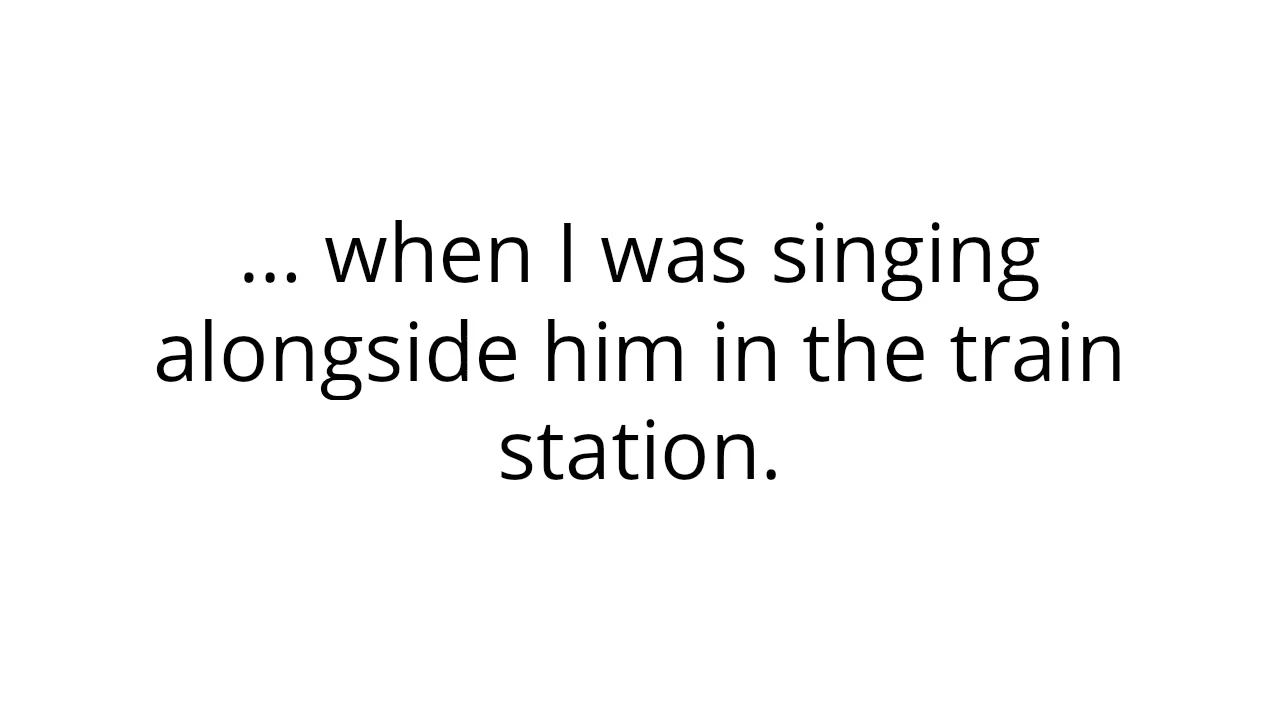 ... when I was singing
alongside him in the train
station.